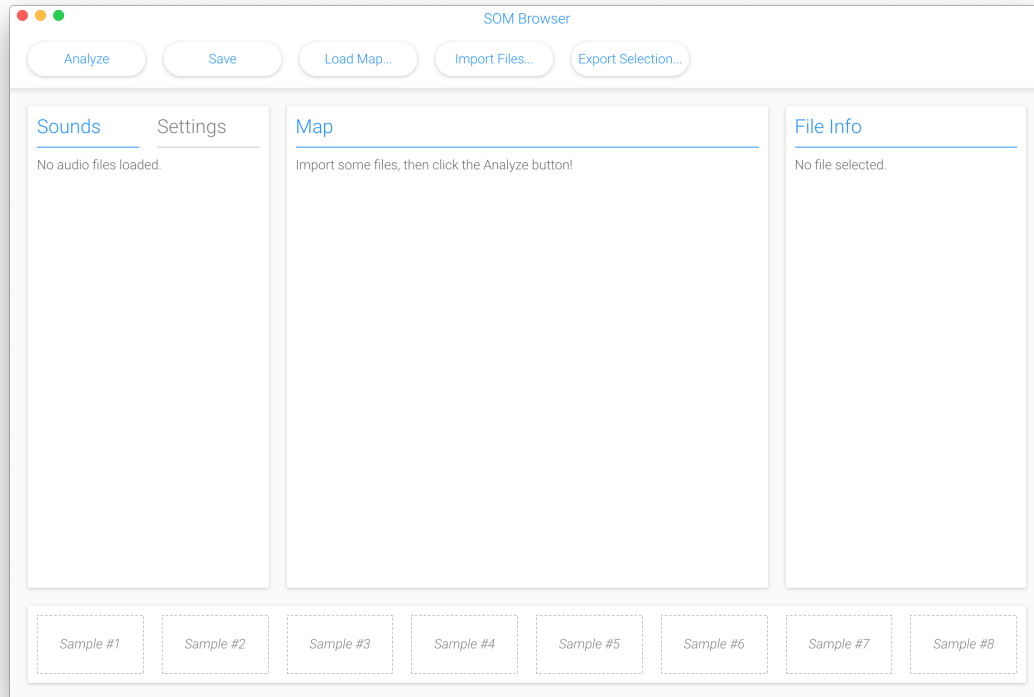 SOM Browser
Analyze
Save
Load Map...
Import Files...
Export Selection...
Sounds
Settings
No audio files loaded.
Map
Import some files, then click the Analyze button!
File Info
No file selected.
Sample #1
Sample #2
Sample #3
Sample #4
Sample #5
Sample #6
Sample #7
Sample #8